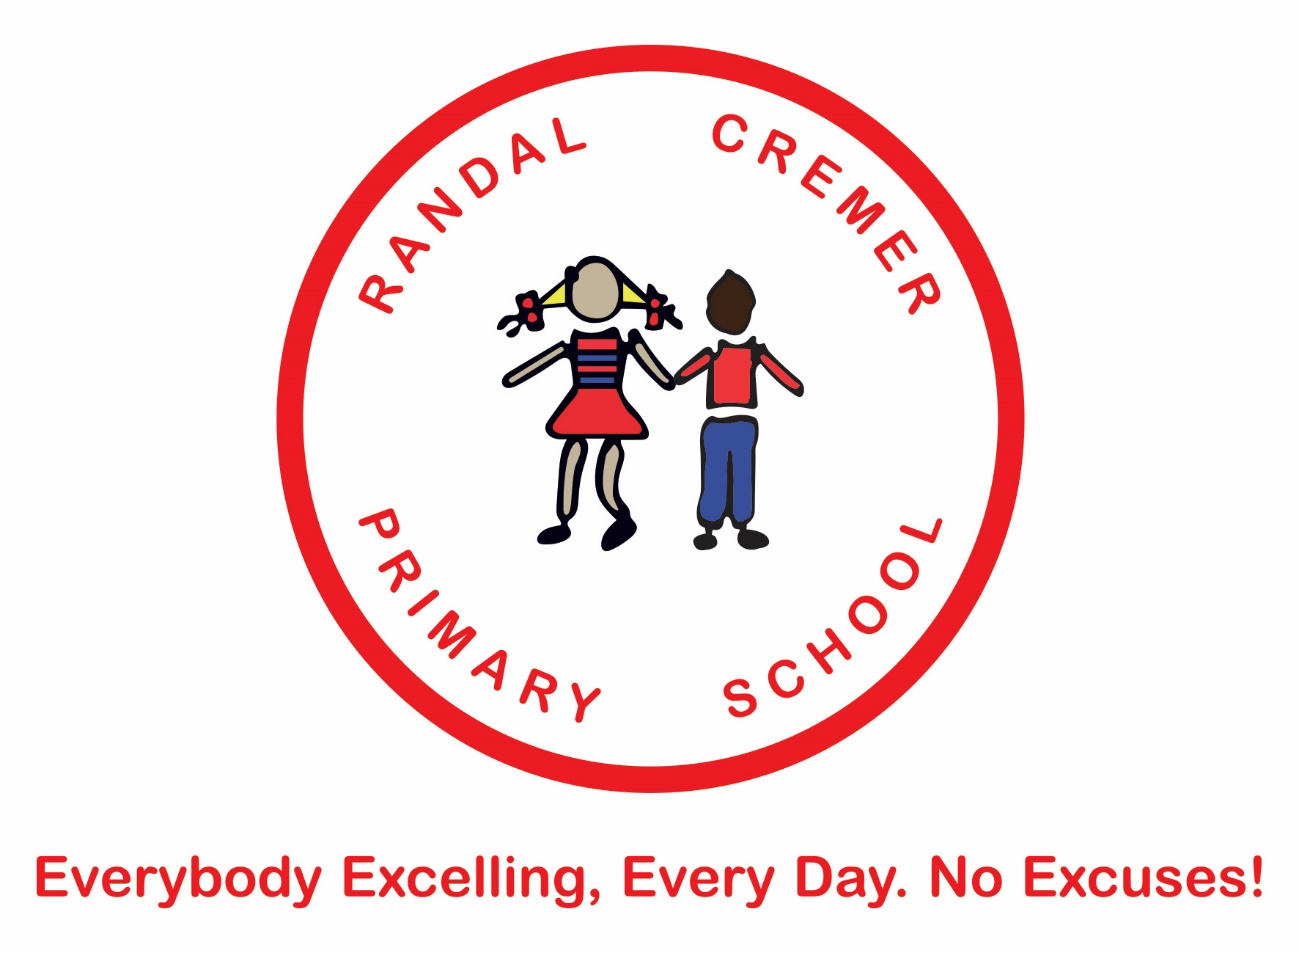 RANDAL CREMER
PRIMARY SCHOOL
Everybody Excelling, Every Day. No Excuses!